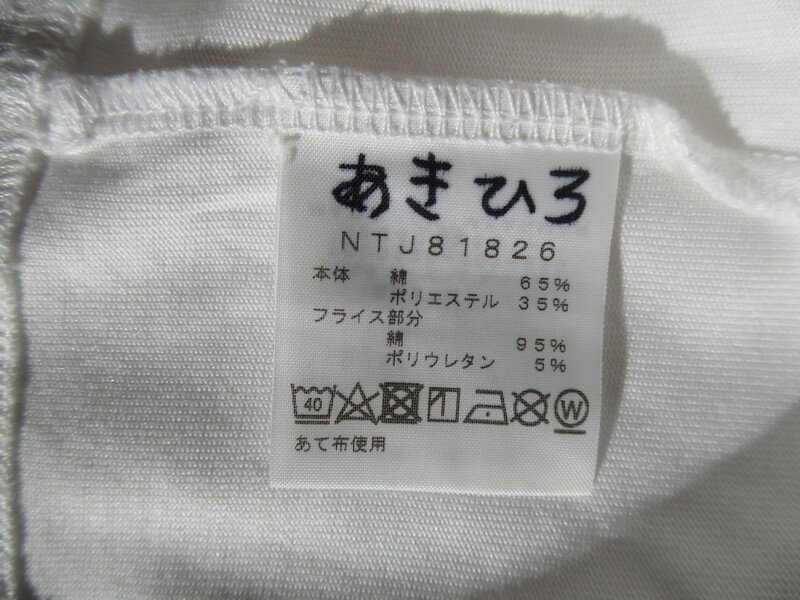 あきひろ
NTJ81826
本体 綿 65%
ポリエステル 35%
フライス部分
綿 95%
ポリウレタン 5%
40 W
あて布使用